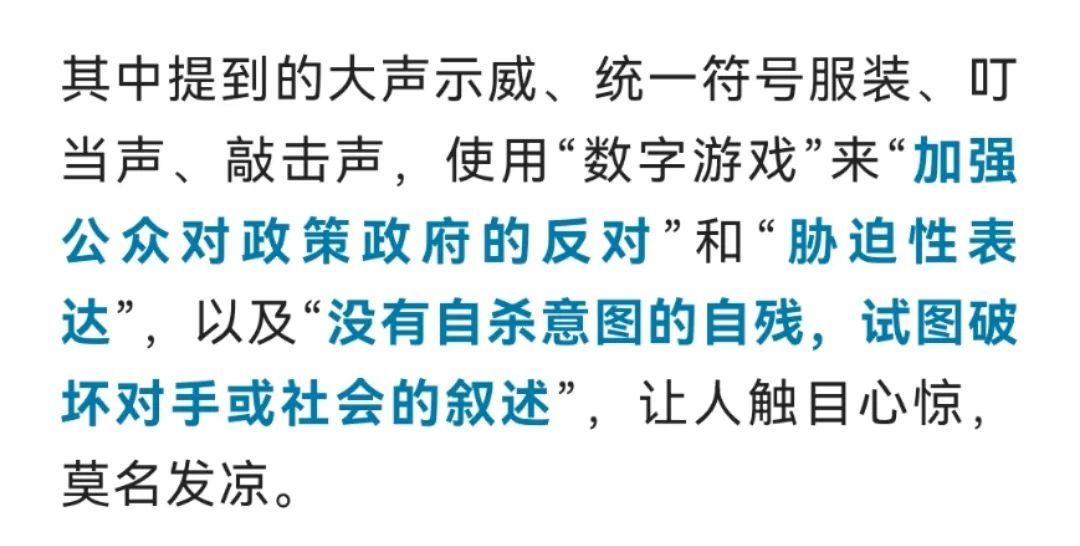 其中提到的大声示威、统一符号服装、叮
当声、敲击声，使用“数字游戏”来“加强
公众对政策政府的反对”和“胁迫性表
达”，以及“没有自杀意图的自残，试图破
坏对手或社会的叙述”，让人触目心惊，
莫名发凉。